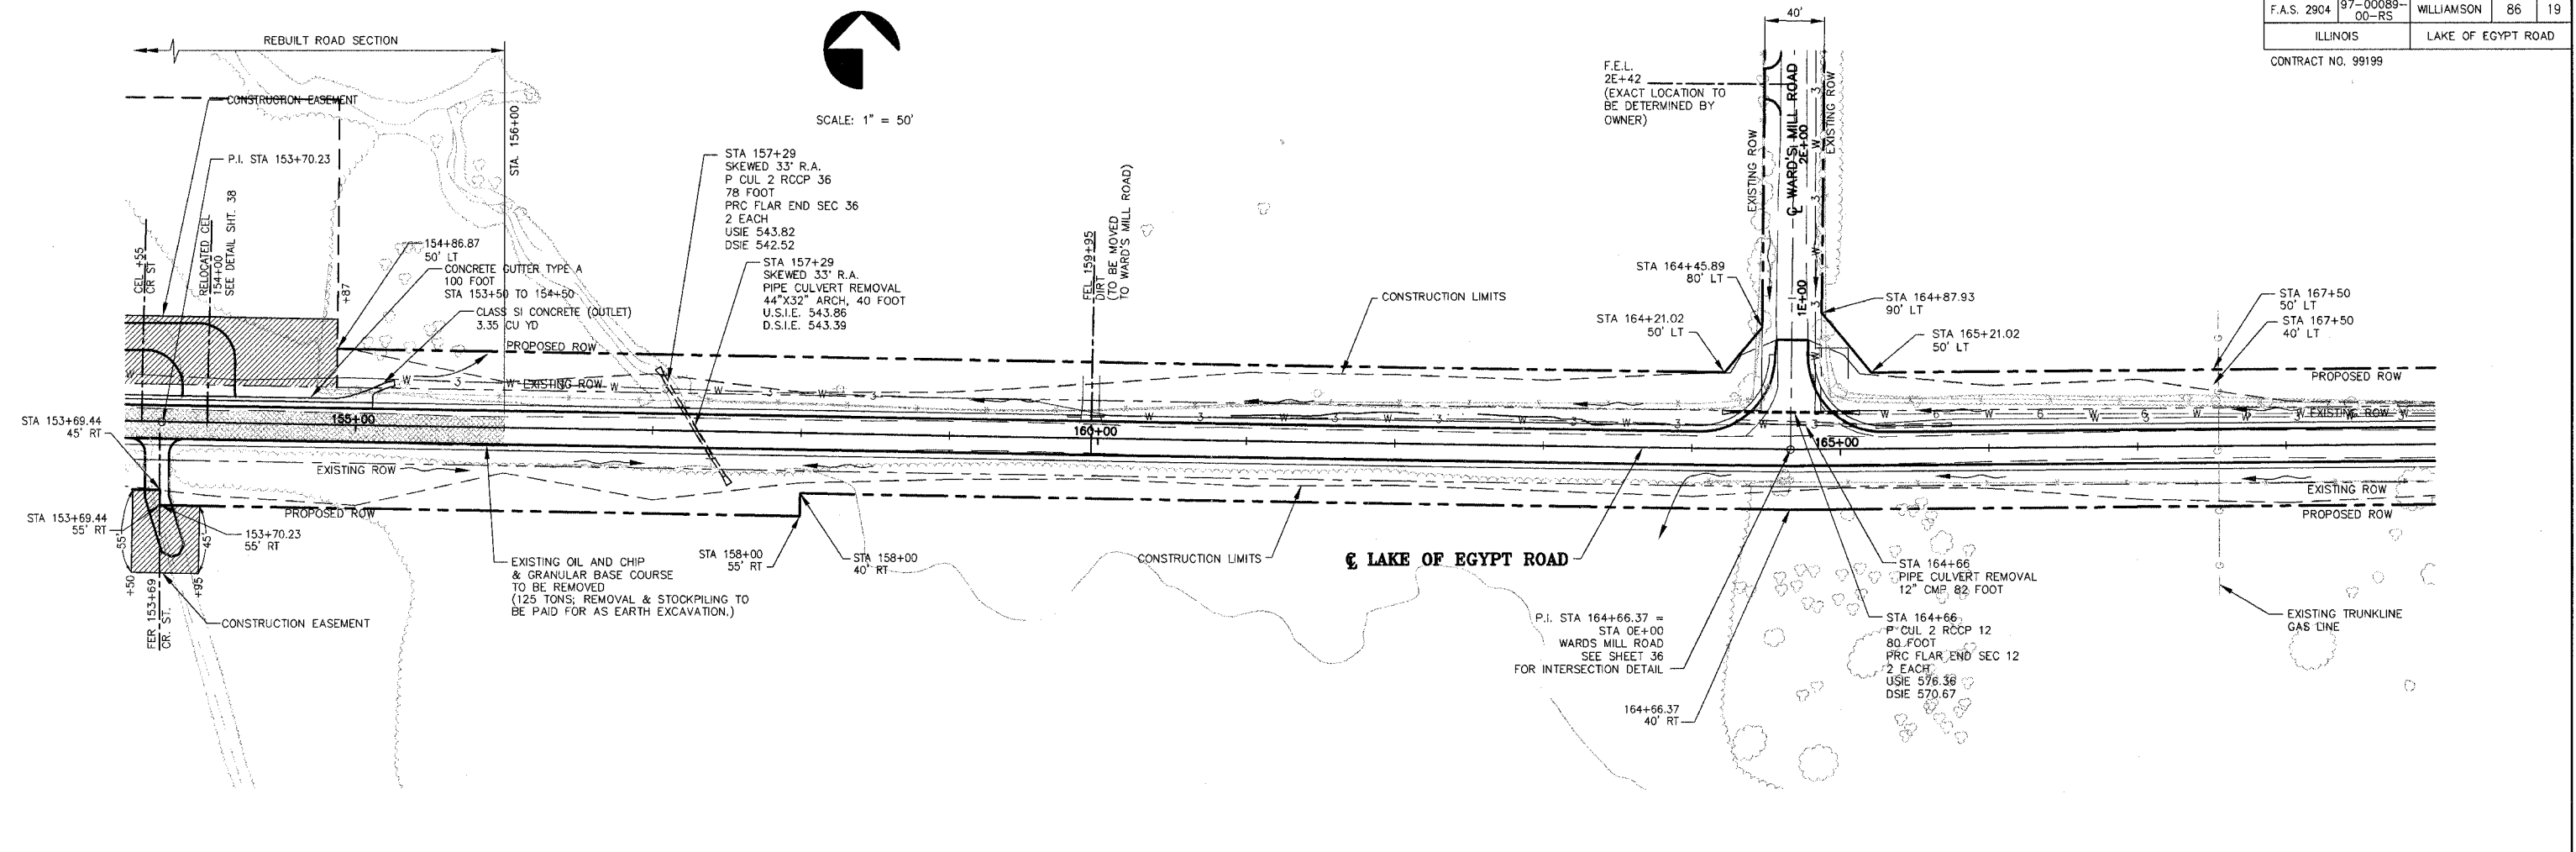 F.A.S. 2904
97-00089-
00-RS
WILLIAMSON
86
19
ILLINOIS
LAKE OF EGYPT ROAD
CONTRACT NO. 99199
REBUILT ROAD SECTION
CONSTRUCTION EASEMENT
P.I. STA 153+70.23
STA. 156+00
SCALE: 1" = 50'
CEL +55
CR ST
RELOCATED CEL
154+00
SEE DETAIL SHT. 38
+87
154+86.87
50' LT
CONCRETE GUTTER TYPE A
100 FOOT
STA 153+50 TO 154+50
CLASS SI CONCRETE (OUTLET)
3.35 CU YD
STA 157+29
SKEWED 33° R.A.
P CUL 2 RCCP 36
78 FOOT
PRC FLAR END SEC 36
2 EACH
USIE 543.82
DSIE 542.52
STA 157+29
SKEWED 33° R.A.
PIPE CULVERT REMOVAL
44"X32" ARCH, 40 FOOT
U.S.I.E. 543.86
D.S.I.E. 543.39
FEL 159+95
DIRT
(TO BE MOVED
TO WARD'S MILL ROAD)
CONSTRUCTION LIMITS
40'
F.E.L.
2E+42
(EXACT LOCATION TO
BE DETERMINED BY
OWNER)
EXISTING ROW
℄ WARD'S MILL ROAD
2E+00
1E+00
EXISTING ROW
STA 164+45.89
80' LT
STA 164+21.02
50' LT
STA 164+87.93
90' LT
STA 165+21.02
50' LT
STA 167+50
50' LT
STA 167+50
40' LT
PROPOSED ROW
EXISTING ROW
PROPOSED ROW
EXISTING ROW
155+00
160+00
165+00
STA 153+69.44
45' RT
STA 153+69.44
55' RT
EXISTING ROW
PROPOSED ROW
153+70.23
55' RT
55'
45'
+50
+95
FER 153+69
CR. ST.
CONSTRUCTION EASEMENT
EXISTING OIL AND CHIP
& GRANULAR BASE COURSE
TO BE REMOVED
(125 TONS; REMOVAL & STOCKPILING TO
BE PAID FOR AS EARTH EXCAVATION.)
STA 158+00
55' RT
STA 158+00
40' RT
CONSTRUCTION LIMITS
℄ LAKE OF EGYPT ROAD
P.I. STA 164+66.37 =
STA 0E+00
WARDS MILL ROAD
SEE SHEET 36
FOR INTERSECTION DETAIL
164+66.37
40' RT
STA 164+66
PIPE CULVERT REMOVAL
12" CMP 82 FOOT
STA 164+66
P CUL 2 RCCP 12
80 FOOT
PRC FLAR END SEC 12
2 EACH
USIE 576.36
DSIE 570.67
EXISTING ROW
PROPOSED ROW
EXISTING TRUNKLINE
GAS LINE